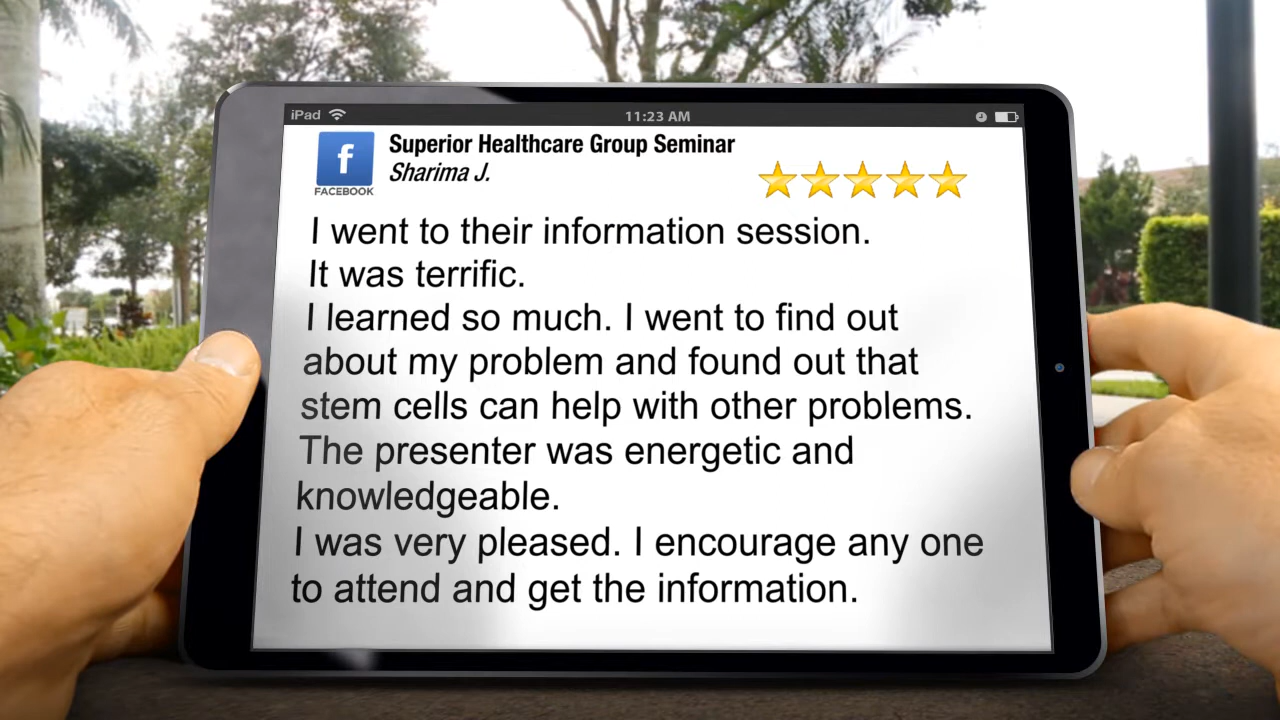 iPad 11:23 AM
f
FACEBOOK
Superior Healthcare Group Seminar
Sharima J.
I went to their information session.
It was terrific.
I learned so much. I went to find out
about my problem and found out that
stem cells can help with other problems.
The presenter was energetic and
knowledgeable.
I was very pleased. I encourage any one
to attend and get the information.